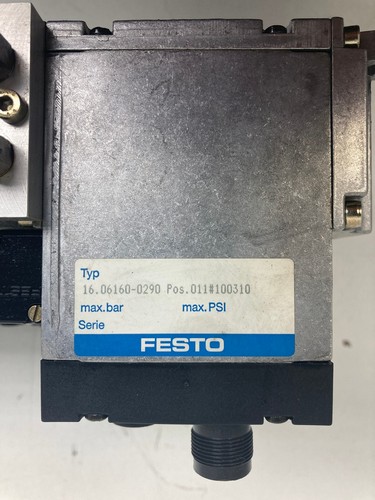 Typ
16.06160-0290 Pos.011#100310
max.bar max.PSI
Serie
FESTO